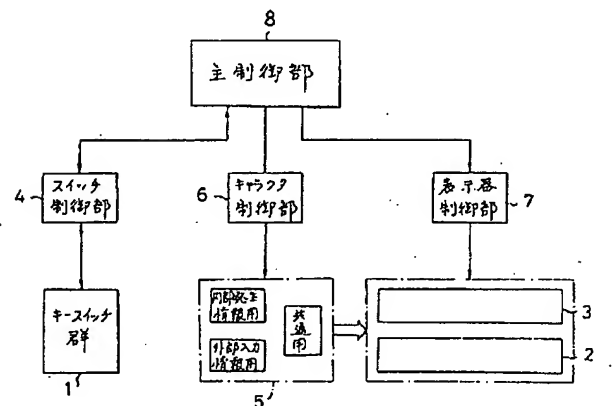 8
主制御部
4
スイッチ
制御部
6
キャラクタ
制御部
表示器
制御部
7
キースイッチ
群
1
内部発生
情報用
外部入力
情報用
共通用
5
3
2